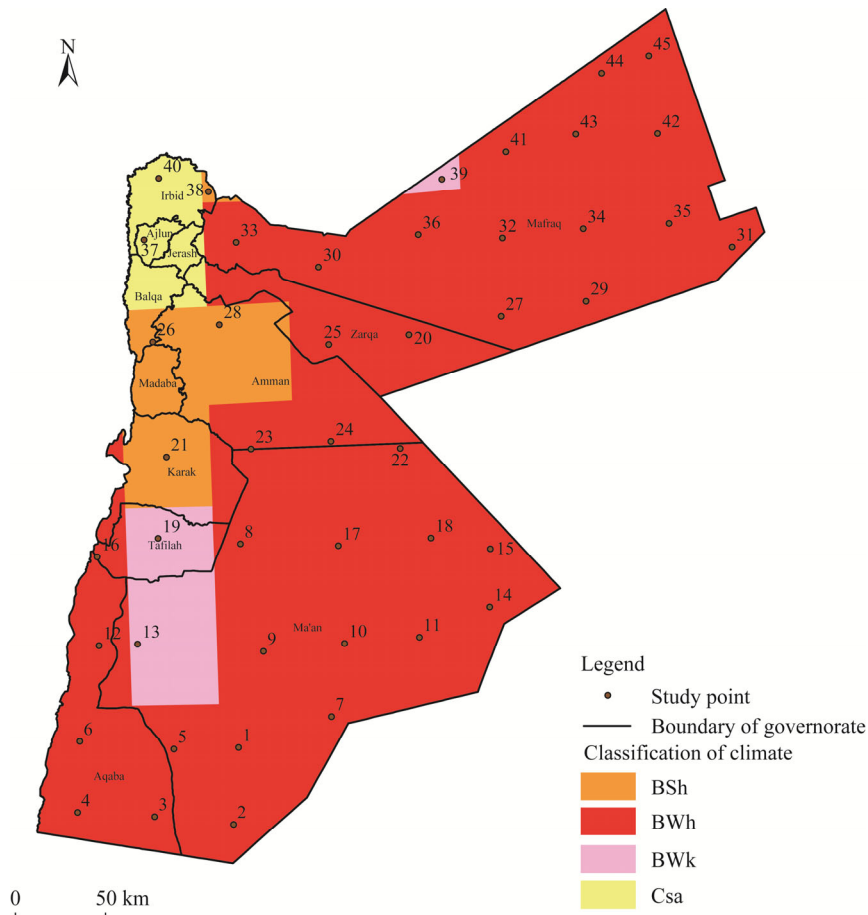 N
45
44
43
42
41
40
Irbid
38
39
Ajlun
37
Jerash
33
36
32
Mafraq
34
35
31
30
Balqa
27
29
28
26
25
Zarqa
20
Madaba
Amman
21
Karak
23
24
22
19
Tafilah
16
8
17
18
15
14
12
13
9
Ma'an
10
11
7
6
5
1
Aqaba
4
3
2
Legend
Study point
Boundary of governorate
Classification of climate
BSh
BWh
BWk
Csa
0 50 km